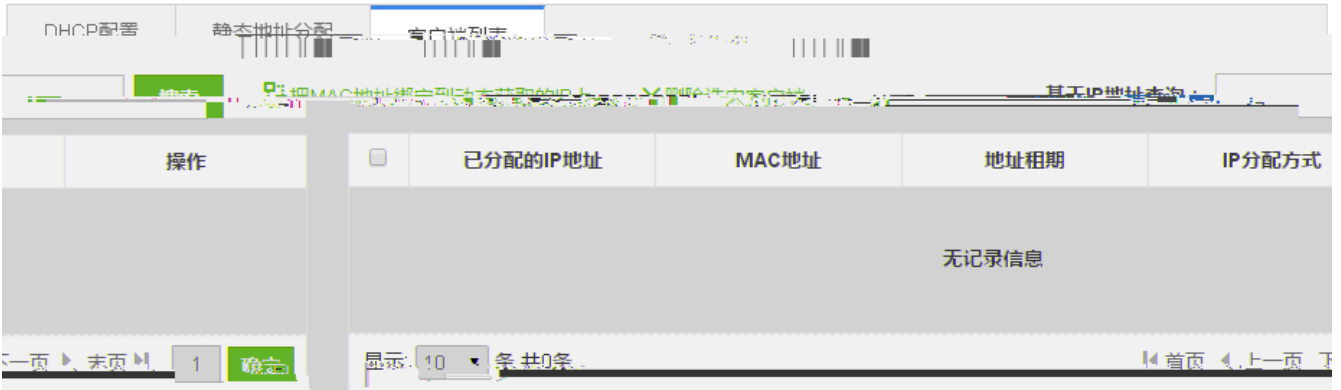 DHCP配置 静态地址分配 客户端列表
搜索 把MAC地址绑定到动态获取的IP上 删除选中客户端 基于IP地址查询：
操作 已分配的IP地址 MAC地址 地址租期 IP分配方式
无记录信息
一页 末页 1 确定 显示: 10 条 共0条 首页 上一页 下